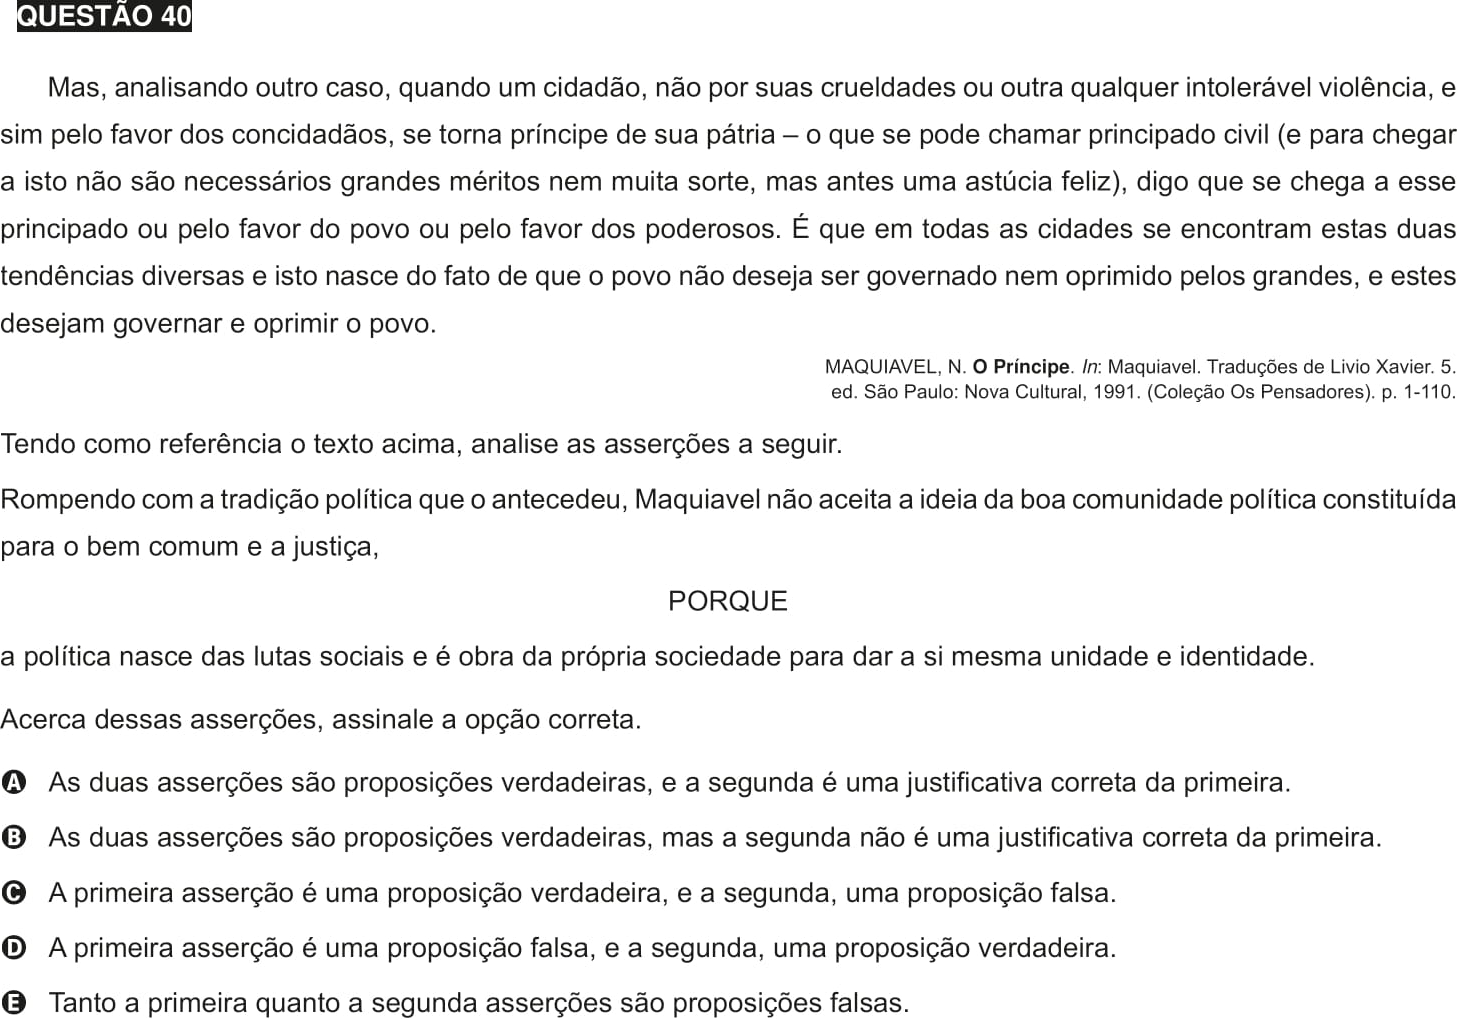 QUESTÃO 40
Mas, analisando outro caso, quando um cidadão, não por suas crueldades ou outra qualquer intolerável violência, e
sim pelo favor dos concidadãos, se torna príncipe de sua pátria – o que se pode chamar principado civil (e para chegar
a isto não são necessários grandes méritos nem muita sorte, mas antes uma astúcia feliz), digo que se chega a esse
principado ou pelo favor do povo ou pelo favor dos poderosos. É que em todas as cidades se encontram estas duas
tendências diversas e isto nasce do fato de que o povo não deseja ser governado nem oprimido pelos grandes, e estes
desejam governar e oprimir o povo.
MAQUIAVEL, N. O Príncipe. In: Maquiavel. Traduções de Livio Xavier. 5.
ed. São Paulo: Nova Cultural, 1991. (Coleção Os Pensadores). p. 1-110.
Tendo como referência o texto acima, analise as asserções a seguir.
Rompendo com a tradição política que o antecedeu, Maquiavel não aceita a ideia da boa comunidade política constituída
para o bem comum e a justiça,
PORQUE
a política nasce das lutas sociais e é obra da própria sociedade para dar a si mesma unidade e identidade.
Acerca dessas asserções, assinale a opção correta.
A As duas asserções são proposições verdadeiras, e a segunda é uma justificativa correta da primeira.
B As duas asserções são proposições verdadeiras, mas a segunda não é uma justificativa correta da primeira.
C A primeira asserção é uma proposição verdadeira, e a segunda, uma proposição falsa.
D A primeira asserção é uma proposição falsa, e a segunda, uma proposição verdadeira.
E Tanto a primeira quanto a segunda asserções são proposições falsas.